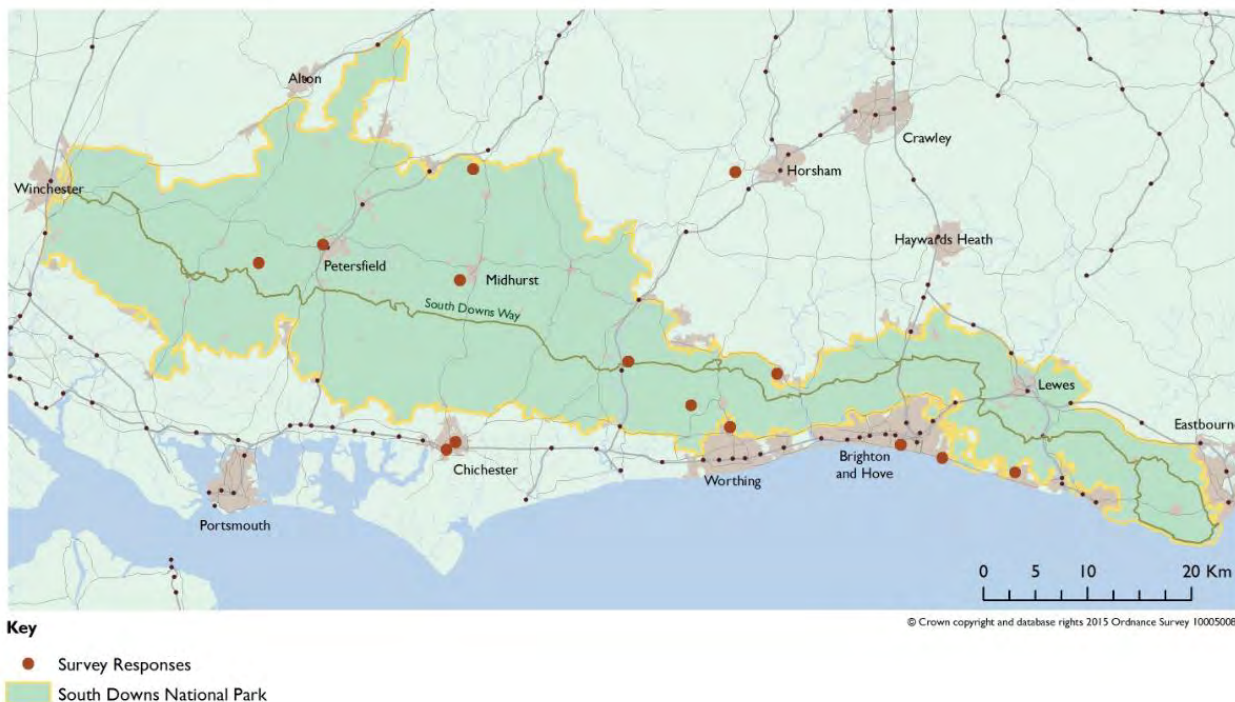 Alton
Crawley
Horsham
Winchester
Haywards Heath
Petersfield
Midhurst
South Downs Way
Lewes
Eastbourne
Chichester
Worthing
Brighton
and Hove
Portsmouth
0 5 10 20 Km
© Crown copyright and database rights 2015 Ordnance Survey 10005008
Key
Survey Responses
South Downs National Park